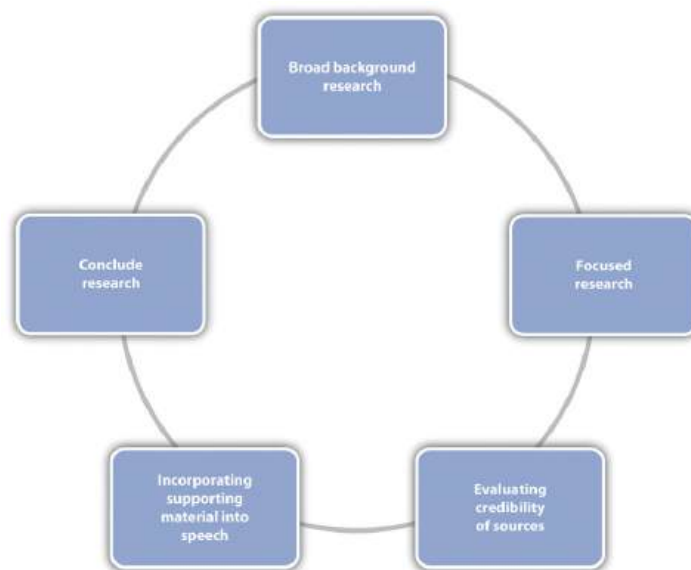 Broad background
research
Focused
research
Evaluating
credibility
of sources
Incorporating
supporting
material into
speech
Conclude
research